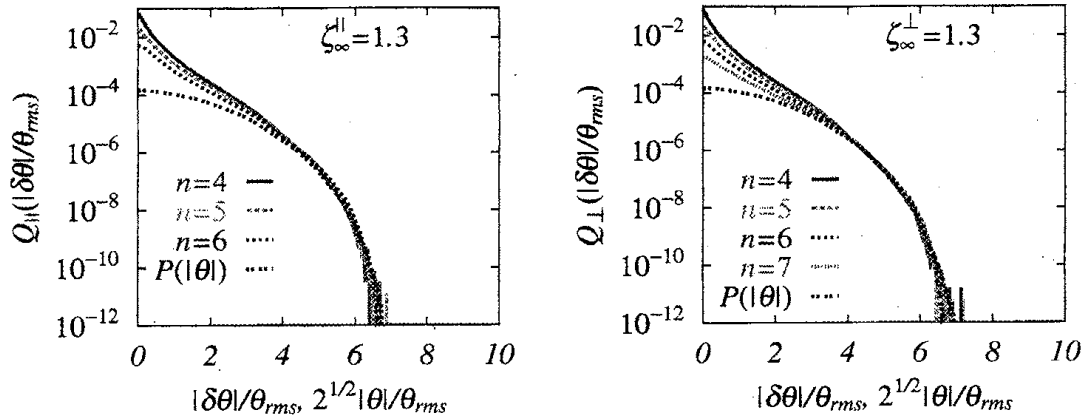 ζ∞∥=1.3
Q∥(|δθ|/θrms)
10⁻²
10⁻⁴
10⁻⁶
10⁻⁸
10⁻¹⁰
10⁻¹²
n=4
n=5
n=6
P(|θ|)
0 2 4 6 8 10
|δθ|/θrms, 2^1/2|θ|/θrms
ζ∞⊥=1.3
Q⊥(|δθ|/θrms)
10⁻²
10⁻⁴
10⁻⁶
10⁻⁸
10⁻¹⁰
10⁻¹²
n=4
n=5
n=6
n=7
P(|θ|)
0 2 4 6 8 10
|δθ|/θrms, 2^1/2|θ|/θrms